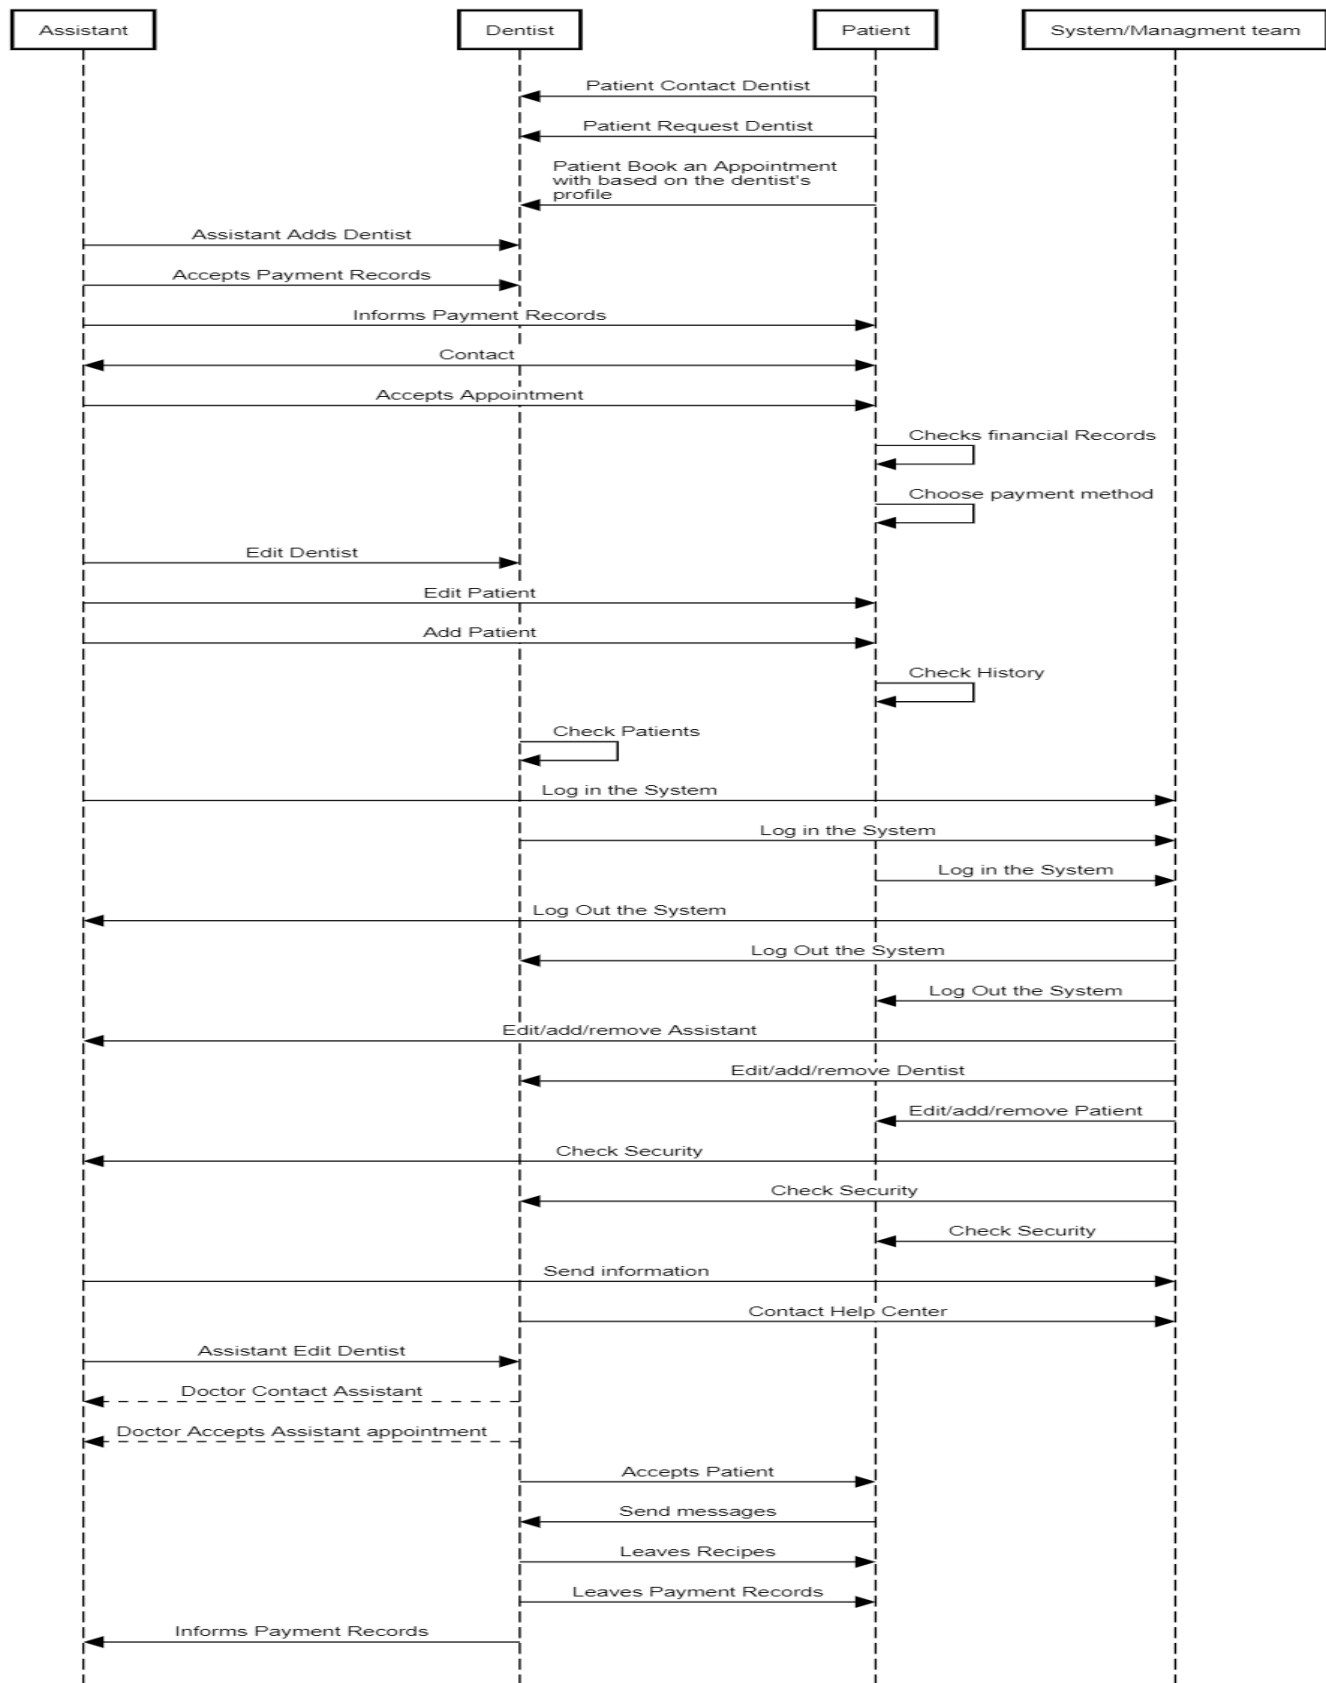 Assistant
Dentist
Patient
System/Managment team
Patient Contact Dentist
Patient Request Dentist
Patient Book an Appointment
with based on the dentist's
profile
Assistant Adds Dentist
Accepts Payment Records
Informs Payment Records
Contact
Accepts Appointment
Checks financial Records
Choose payment method
Edit Dentist
Edit Patient
Add Patient
Check History
Check Patients
Log in the System
Log in the System
Log in the System
Log Out the System
Log Out the System
Log Out the System
Edit/add/remove Assistant
Edit/add/remove Dentist
Edit/add/remove Patient
Check Security
Check Security
Check Security
Send information
Contact Help Center
Assistant Edit Dentist
Doctor Contact Assistant
Doctor Accepts Assistant appointment
Accepts Patient
Send messages
Leaves Recipes
Leaves Payment Records
Informs Payment Records